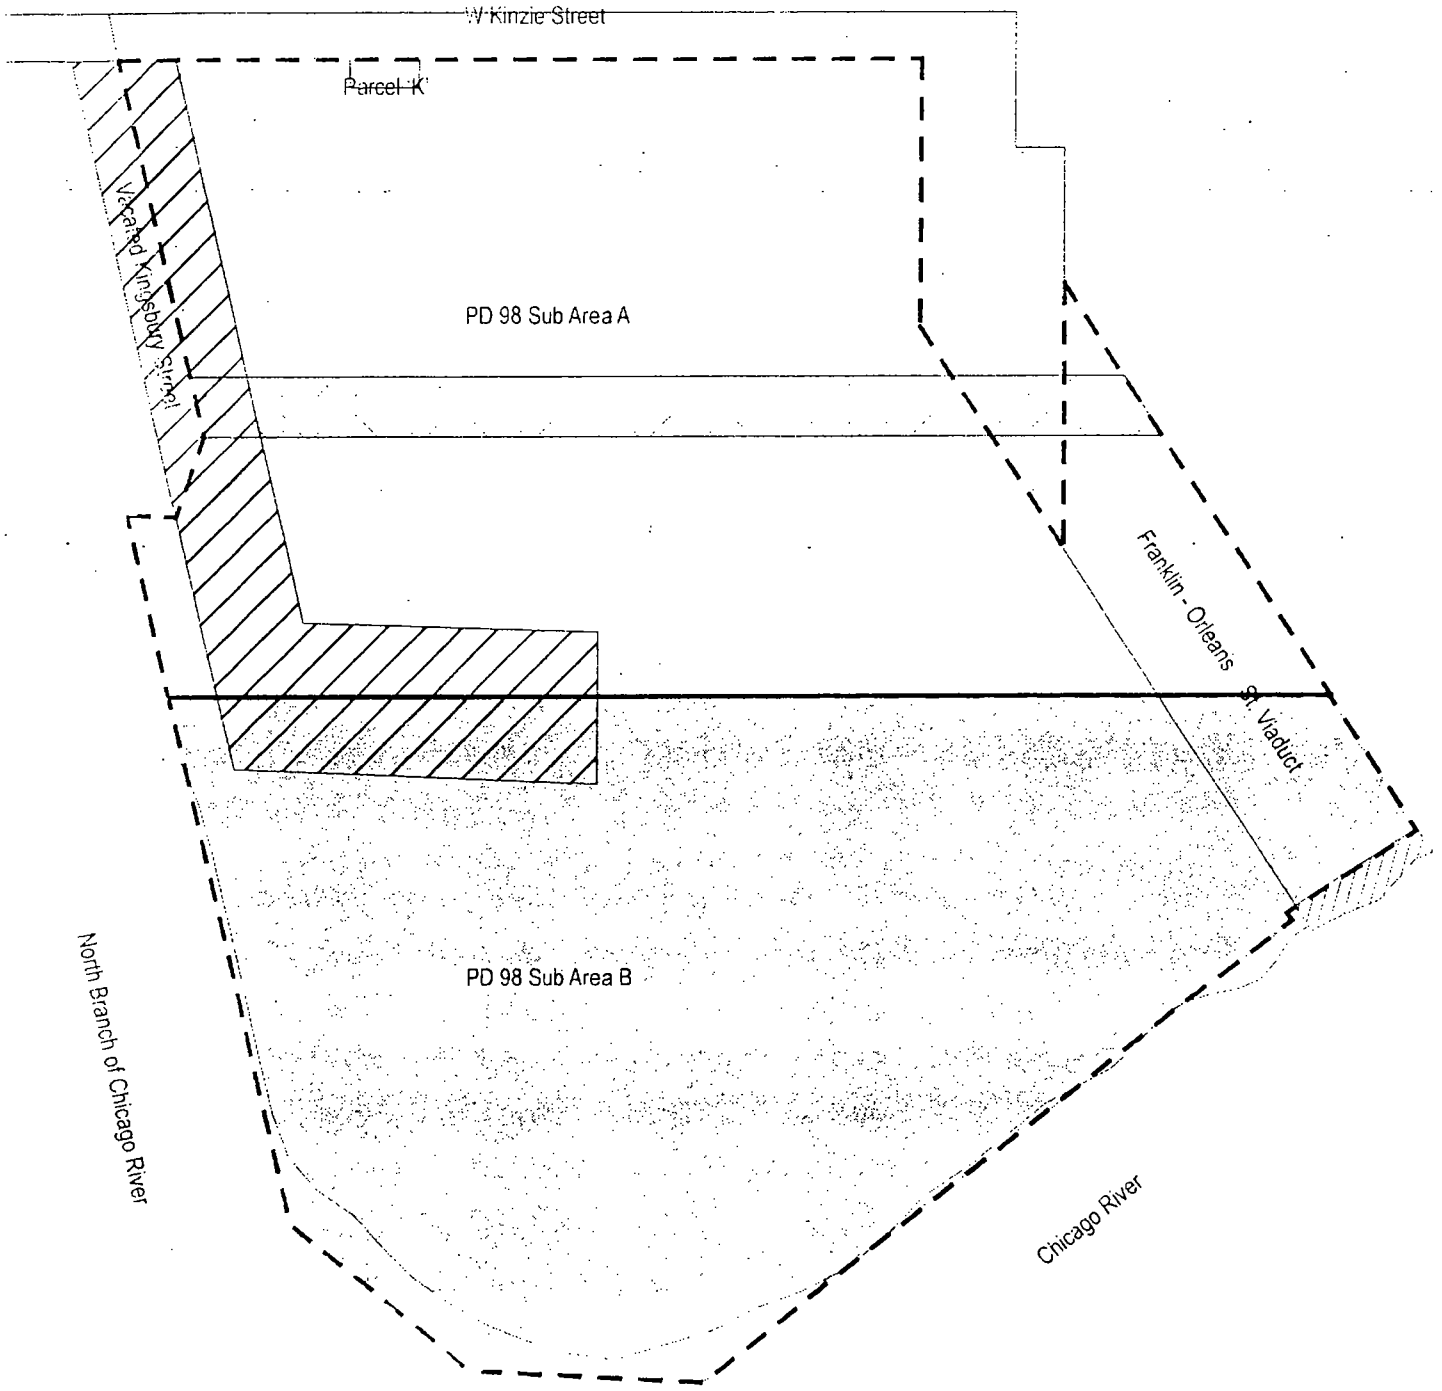 W Kinzie Street
Parcel 'K'
Vacated Kingsbury Street
PD 98 Sub Area A
Franklin - Orleans St. Viaduct
PD 98 Sub Area B
North Branch of Chicago River
Chicago River